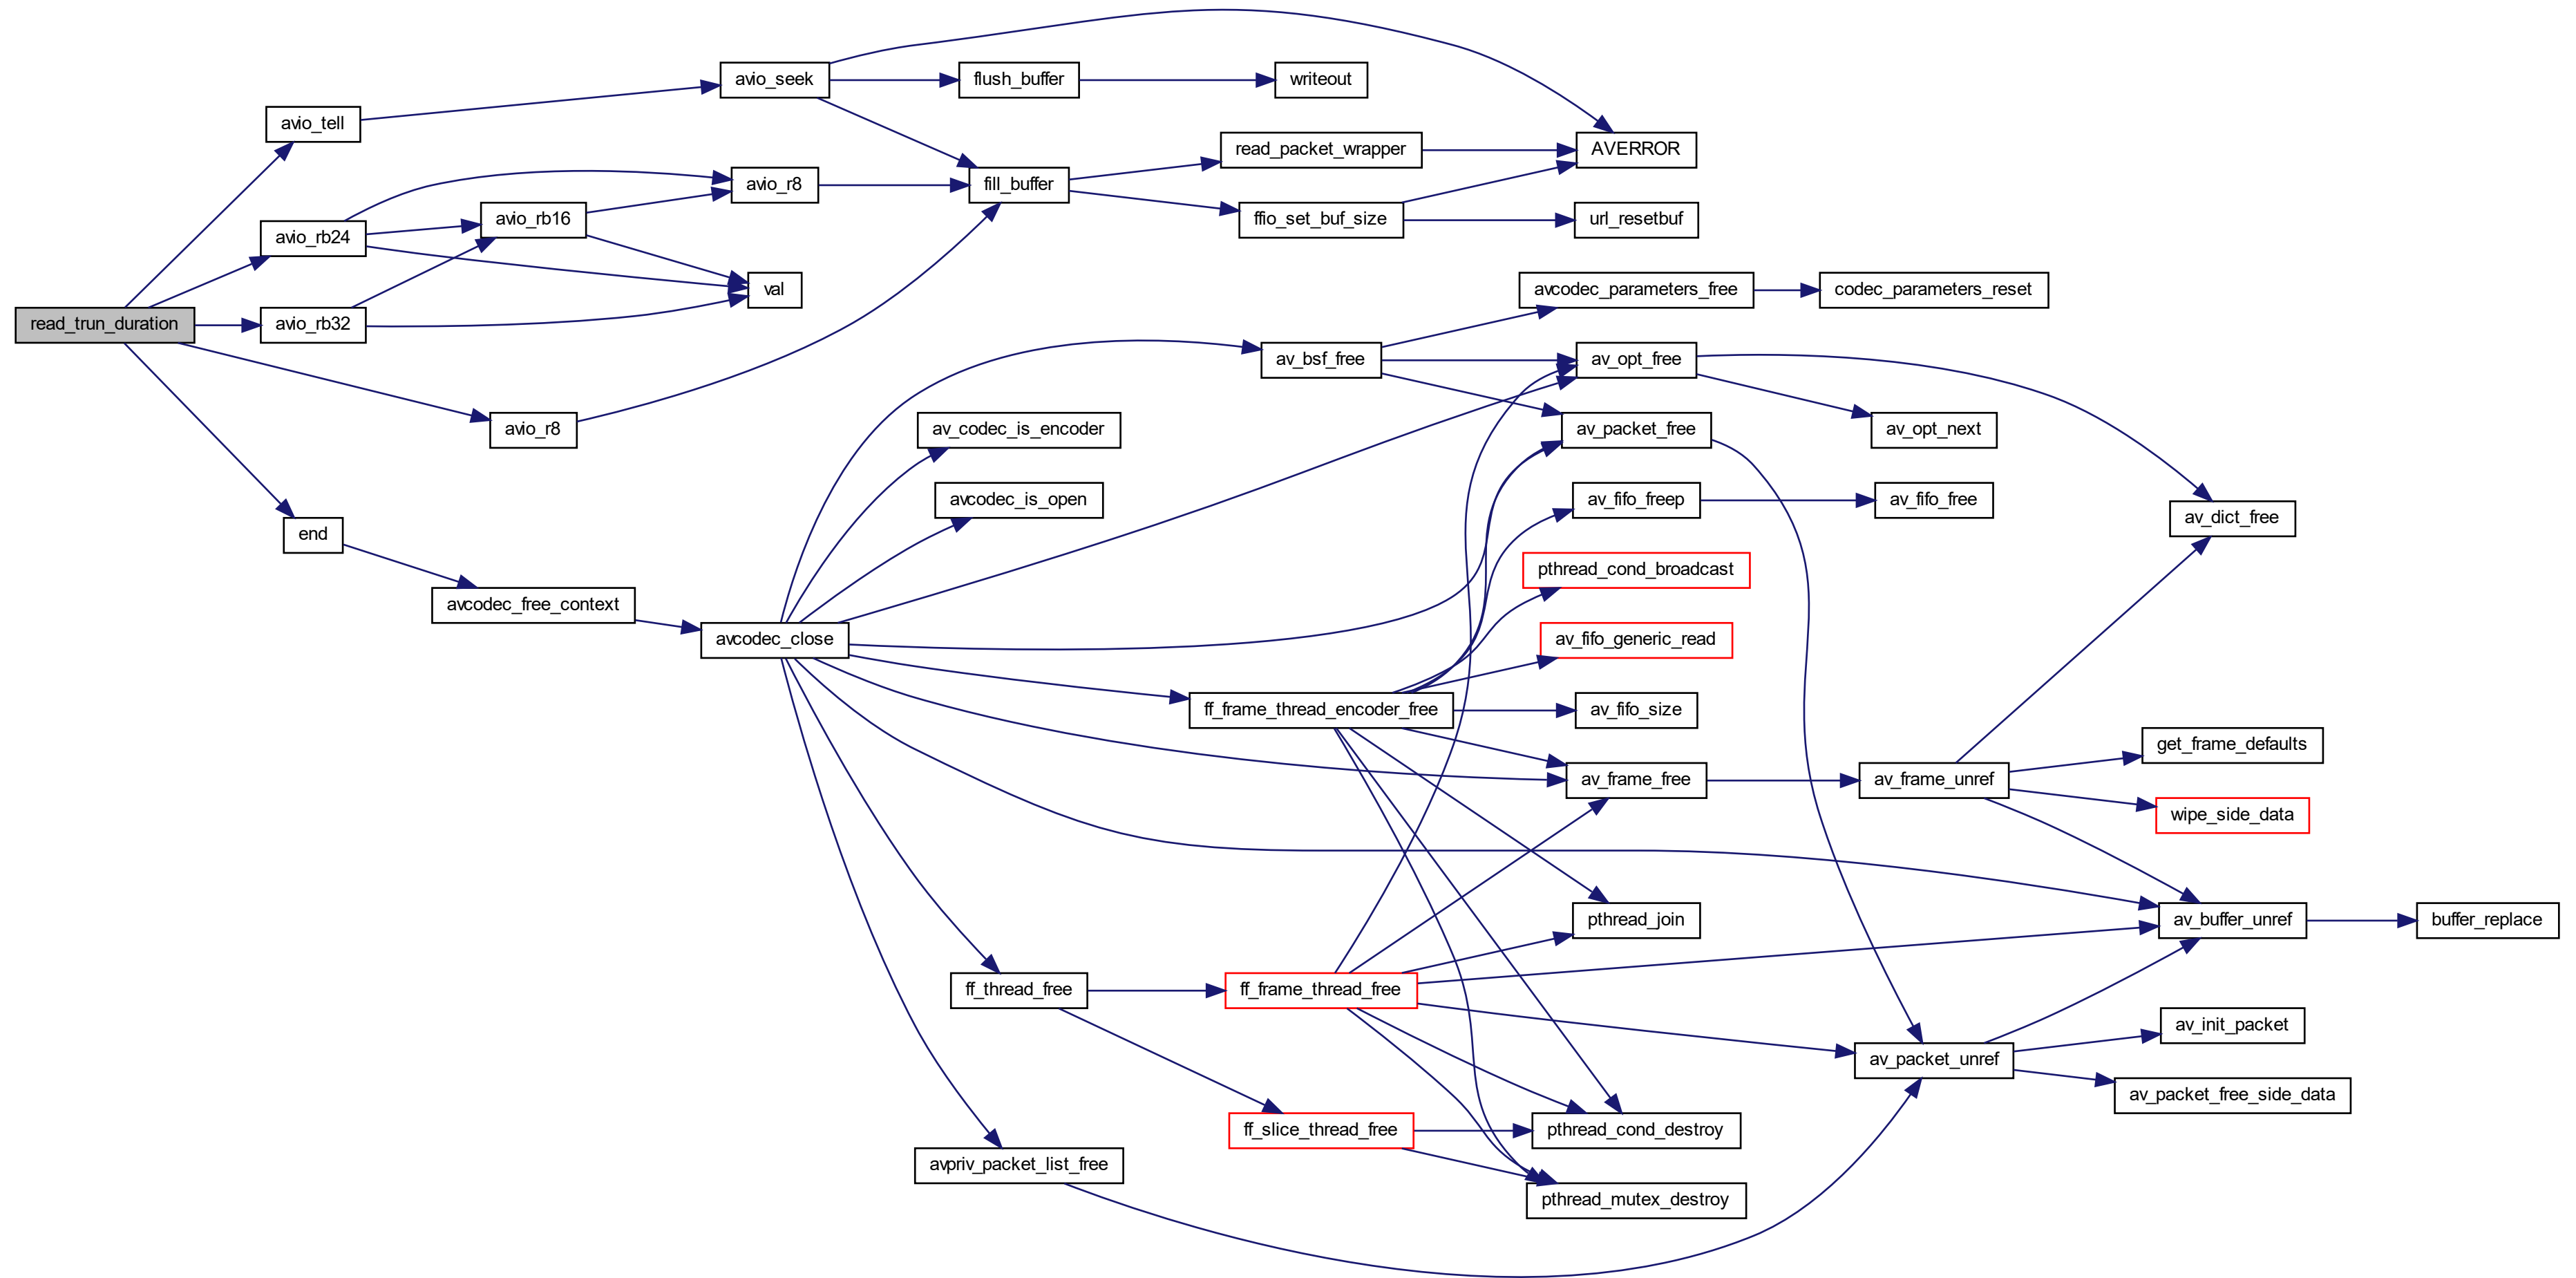 read_trun_duration
avio_tell
avio_rb24
avio_rb32
end
avio_rb16
avio_r8
avcodec_free_context
avio_seek
avio_r8
val
avcodec_close
flush_buffer
fill_buffer
av_codec_is_encoder
avcodec_is_open
ff_thread_free
avpriv_packet_list_free
writeout
read_packet_wrapper
ffio_set_buf_size
av_bsf_free
ff_frame_thread_encoder_free
ff_frame_thread_free
ff_slice_thread_free
AVERROR
url_resetbuf
avcodec_parameters_free
av_opt_free
av_packet_free
av_fifo_freep
pthread_cond_broadcast
av_fifo_generic_read
av_fifo_size
av_frame_free
pthread_join
pthread_cond_destroy
pthread_mutex_destroy
codec_parameters_reset
av_opt_next
av_fifo_free
av_frame_unref
av_packet_unref
av_dict_free
get_frame_defaults
wipe_side_data
av_buffer_unref
av_init_packet
av_packet_free_side_data
buffer_replace